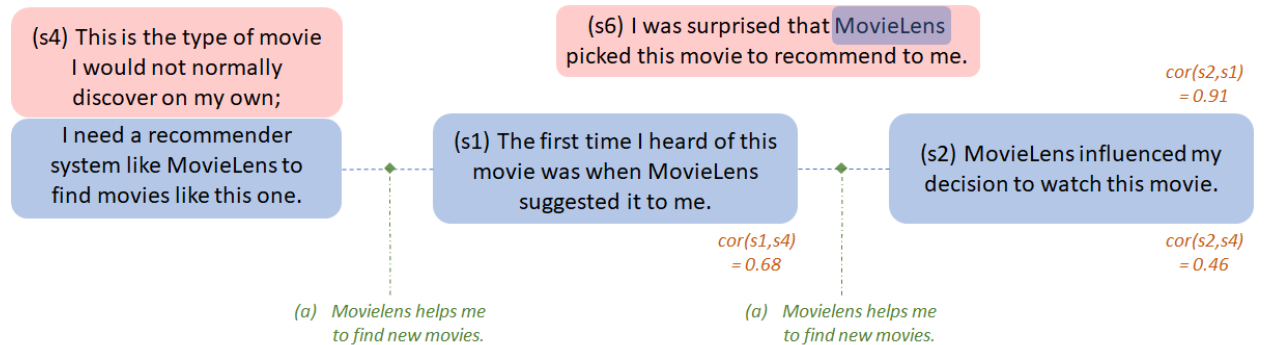 (s4) This is the type of movie
I would not normally
discover on my own;
I need a recommender
system like MovieLens to
find movies like this one.
(s6) I was surprised that MovieLens
picked this movie to recommend to me.
(s1) The first time I heard of this
movie was when MovieLens
suggested it to me.
cor(s2,s1)
= 0.91
(s2) MovieLens influenced my
decision to watch this movie.
cor(s1,s4)
= 0.68
cor(s2,s4)
= 0.46
(a) Movielens helps me
to find new movies.
(a) Movielens helps me
to find new movies.